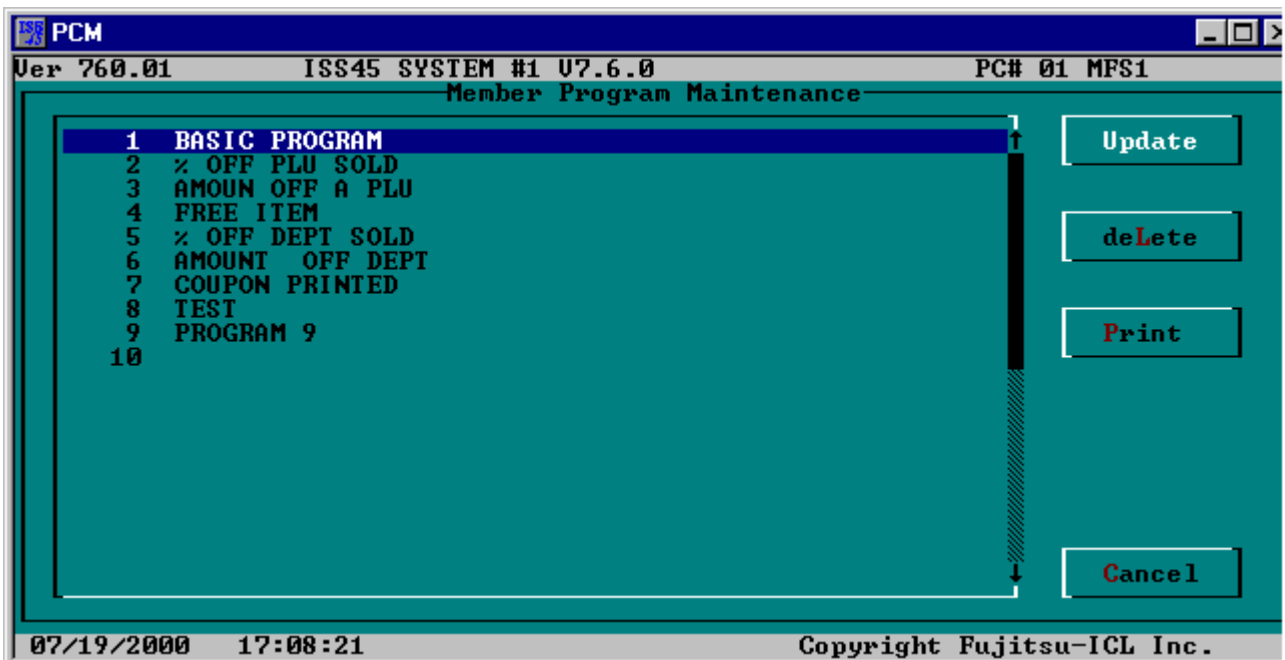 PCM
Ver 760.01 ISS45 SYSTEM #1 V7.6.0 PC# 01 MFS1
Member Program Maintenance
1 BASIC PROGRAM
2 % OFF PLU SOLD
3 AMOUN OFF A PLU
4 FREE ITEM
5 % OFF DEPT SOLD
6 AMOUNT OFF DEPT
7 COUPON PRINTED
8 TEST
9 PROGRAM 9
10
Update
deLete
Print
Cancel
07/19/2000 17:08:21 Copyright Fujitsu-ICL Inc.